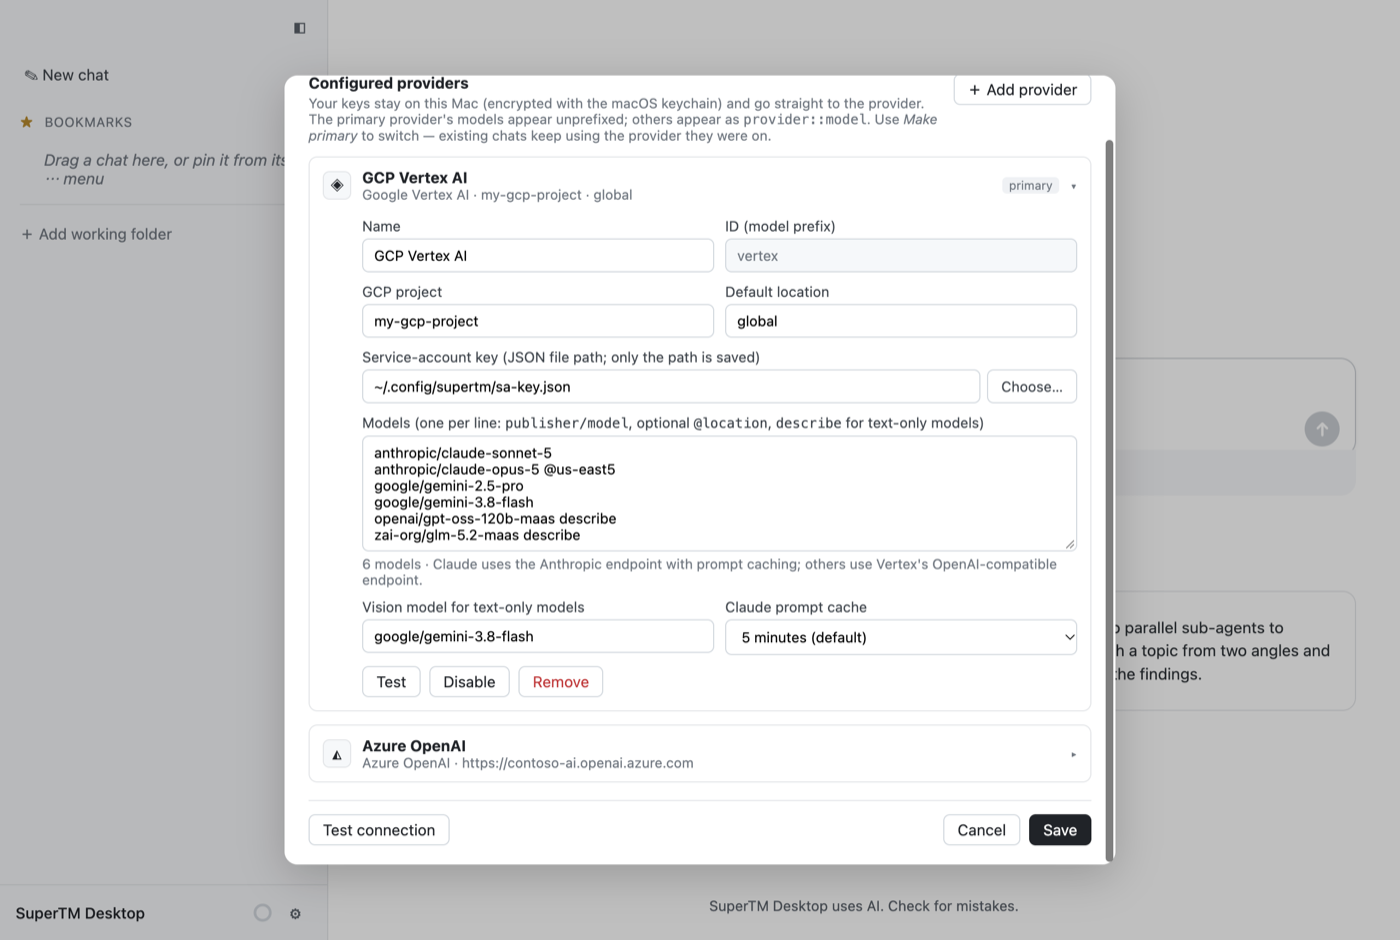 New chat
BOOKMARKS
Drag a chat here, or pin it from its
··· menu
+ Add working folder
SuperTM Desktop
Configured providers
+ Add provider
Your keys stay on this Mac (encrypted with the macOS keychain) and go straight to the provider.
The primary provider's models appear unprefixed; others appear as provider::model. Use Make
primary to switch — existing chats keep using the provider they were on.
GCP Vertex AI
Google Vertex AI · my-gcp-project · global
primary
Name
ID (model prefix)
GCP Vertex AI
vertex
GCP project
Default location
my-gcp-project
global
Service-account key (JSON file path; only the path is saved)
~/.config/supertm/sa-key.json
Choose...
Models (one per line: publisher/model, optional @location, describe for text-only models)
anthropic/claude-sonnet-5
anthropic/claude-opus-5 @us-east5
google/gemini-2.5-pro
google/gemini-3.8-flash
openai/gpt-oss-120b-maas describe
zai-org/glm-5.2-maas describe
6 models · Claude uses the Anthropic endpoint with prompt caching; others use Vertex's OpenAI-compatible
endpoint.
Vision model for text-only models
Claude prompt cache
google/gemini-3.8-flash
5 minutes (default)
Test
Disable
Remove
Azure OpenAI
Azure OpenAI · https://contoso-ai.openai.azure.com
Test connection
Cancel
Save
parallel sub-agents to
a topic from two angles and
the findings.
SuperTM Desktop uses AI. Check for mistakes.